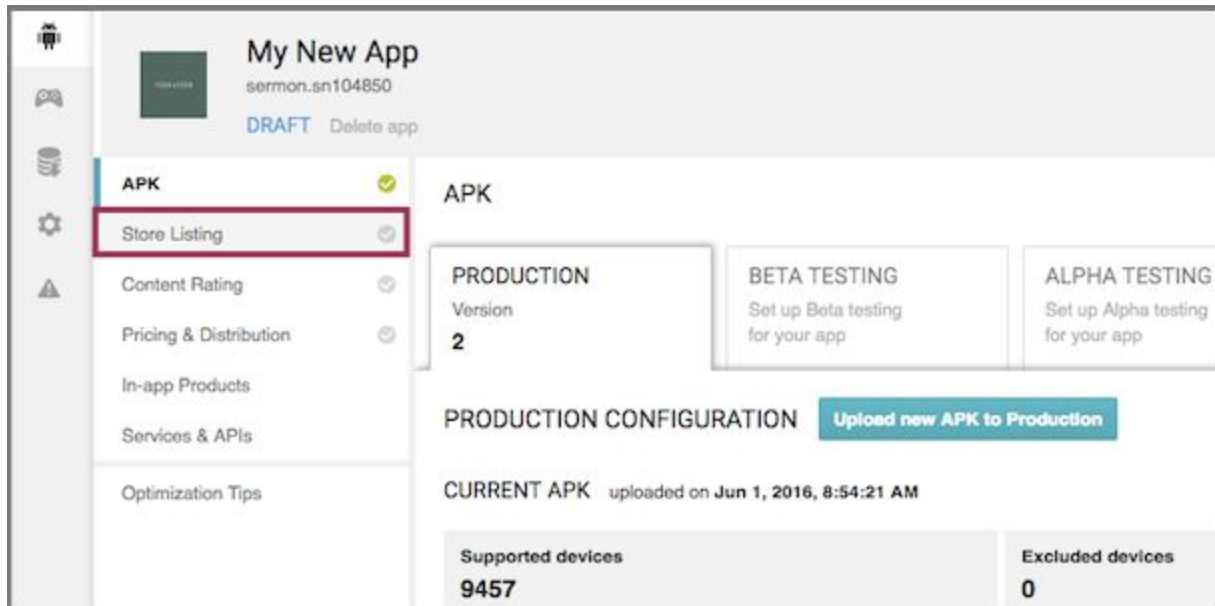 My New App
sermon.sn104850
DRAFT Delete app
APK
Store Listing
Content Rating
Pricing & Distribution
In-app Products
Services & APIs
Optimization Tips
APK
PRODUCTION
Version
2
BETA TESTING
Set up Beta testing
for your app
ALPHA TESTING
Set up Alpha testing
for your app
PRODUCTION CONFIGURATION Upload new APK to Production
CURRENT APK uploaded on Jun 1, 2016, 8:54:21 AM
Supported devices
9457
Excluded devices
0